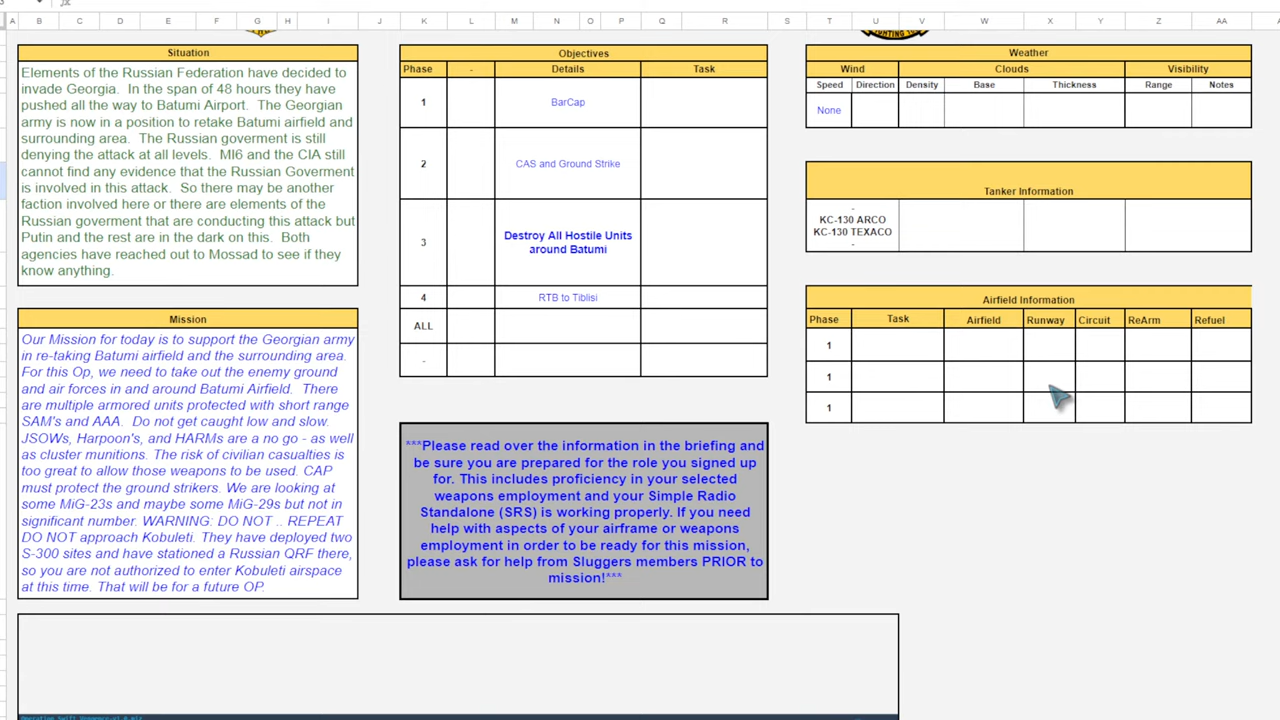 A B C D E F G H I J K L M N O P Q R S T U V W X Y Z AA
Situation
Elements of the Russian Federation have decided to
invade Georgia. In the span of 48 hours they have
pushed all the way to Batumi Airport. The Georgian
army is now in a position to retake Batumi airfield and
surrounding area. The Russian goverment is still
denying the attack at all levels. MI6 and the CIA still
cannot find any evidence that the Russian Goverment
is involved in this attack. So there may be another
faction involved here or there are elements of the
Russian goverment that are conducting this attack but
Putin and the rest are in the dark on this. Both
agencies have reached out to Mossad to see if they
know anything.
Mission
Our Mission for today is to support the Georgian army
in re-taking Batumi airfield and the surrounding area.
For this Op, we need to take out the enemy ground
and air forces in and around Batumi Airfield. There
are multiple armored units protected with short range
SAM's and AAA. Do not get caught low and slow.
JSOWs, Harpoon's, and HARMs are a no go - as well
as cluster munitions. The risk of civilian casualties is
too great to allow those weapons to be used. CAP
must protect the ground strikers. We are looking at
some MiG-23s and maybe some MiG-29s but not in
significant number. WARNING: DO NOT .. REPEAT
DO NOT approach Kobuleti. They have deployed two
S-300 sites and have stationed a Russian QRF there,
so you are not authorized to enter Kobuleti airspace
at this time. That will be for a future OP.
Objectives
Phase - Details Task
1 BarCap
2 CAS and Ground Strike
3 Destroy All Hostile Units
around Batumi
4 RTB to Tiblisi
ALL
-
***Please read over the information in the briefing and
be sure you are prepared for the role you signed up
for. This includes proficiency in your selected
weapons employment and your Simple Radio
Standalone (SRS) is working properly. If you need
help with aspects of your airframe or weapons
employment in order to be ready for this mission,
please ask for help from Sluggers members PRIOR to
mission!***
Weather
Wind Clouds Visibility
Speed Direction Density Base Thickness Range Notes
None
Tanker Information
-
KC-130 ARCO
KC-130 TEXACO
-
Airfield Information
Phase Task Airfield Runway Circuit ReArm Refuel
1
1
1